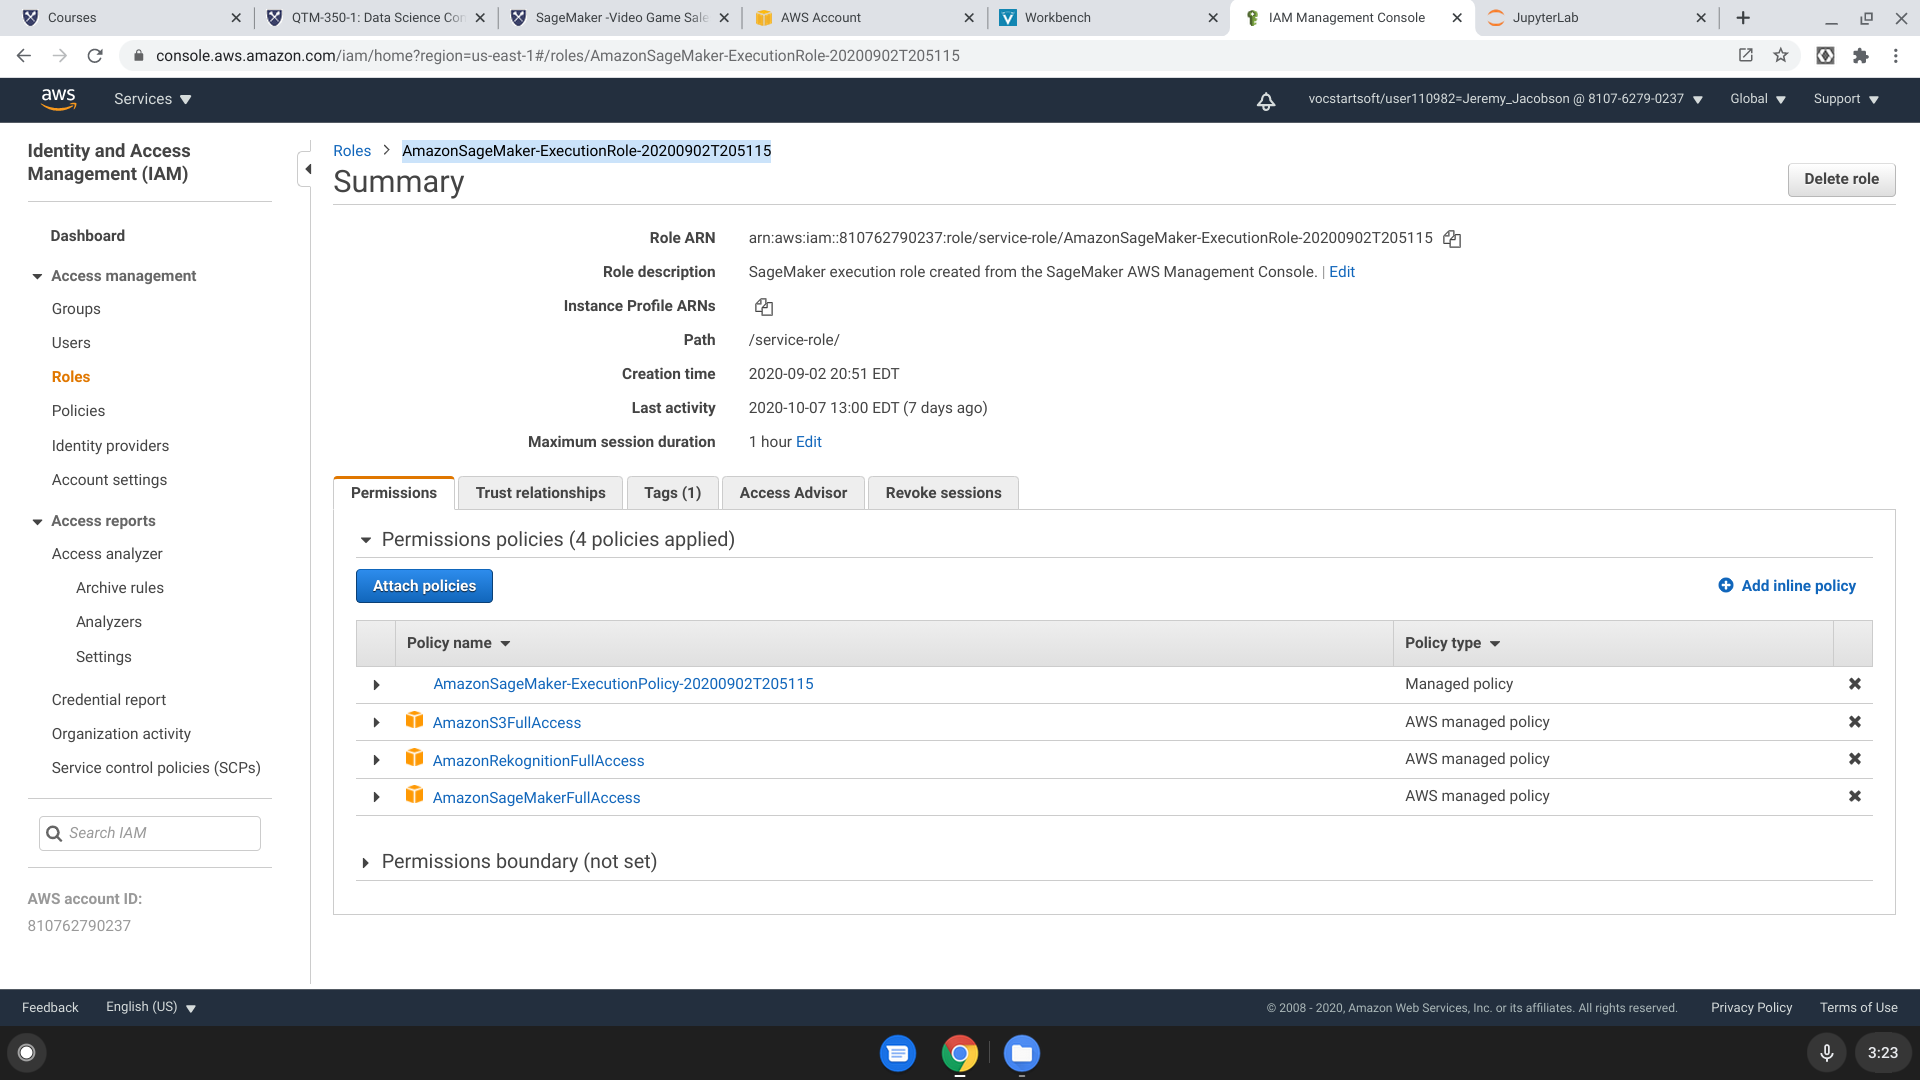 Courses
QTM-350-1: Data Science Con
SageMaker -Video Game Sale
AWS Account
Workbench
IAM Management Console
JupyterLab
console.aws.amazon.com/iam/home?region=us-east-1#/roles/AmazonSageMaker-ExecutionRole-20200902T205115
aws
Services
vocstartsoft/user110982=Jeremy_Jacobson @ 8107-6279-0237
Global
Support
Identity and Access
Management (IAM)
Dashboard
Access management
Groups
Users
Roles
Policies
Identity providers
Account settings
Access reports
Access analyzer
Archive rules
Analyzers
Settings
Credential report
Organization activity
Service control policies (SCPs)
Search IAM
AWS account ID:
810762790237
Roles > AmazonSageMaker-ExecutionRole-20200902T205115
Summary
Delete role
Role ARN arn:aws:iam::810762790237:role/service-role/AmazonSageMaker-ExecutionRole-20200902T205115
Role description SageMaker execution role created from the SageMaker AWS Management Console. | Edit
Instance Profile ARNs
Path /service-role/
Creation time 2020-09-02 20:51 EDT
Last activity 2020-10-07 13:00 EDT (7 days ago)
Maximum session duration 1 hour Edit
Permissions
Trust relationships
Tags (1)
Access Advisor
Revoke sessions
Permissions policies (4 policies applied)
Attach policies
Add inline policy
Policy name Policy type
AmazonSageMaker-ExecutionPolicy-20200902T205115 Managed policy
AmazonS3FullAccess AWS managed policy
AmazonRekognitionFullAccess AWS managed policy
AmazonSageMakerFullAccess AWS managed policy
Permissions boundary (not set)
Feedback
English (US)
© 2008 - 2020, Amazon Web Services, Inc. or its affiliates. All rights reserved.
Privacy Policy
Terms of Use
3:23